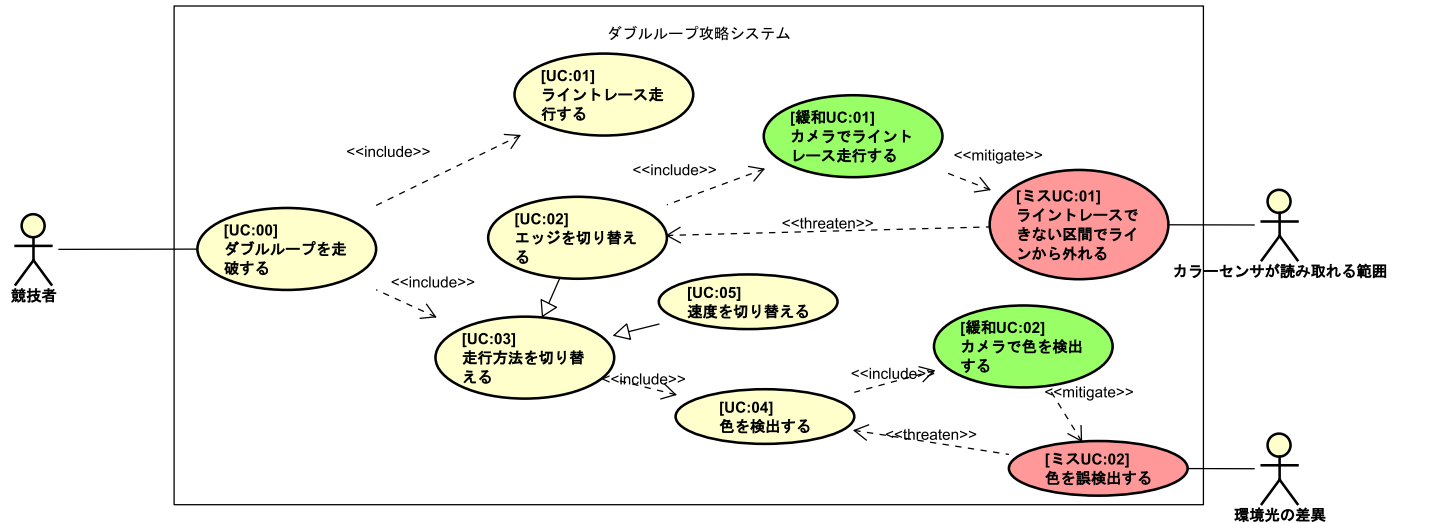 ダブルループ攻略システム
[UC:01]
ライントレース走
行する
<<include>>
[緩和UC:01]
カメラでライント
レース走行する
<<include>>
<<mitigate>>
[ミスUC:01]
ライントレースで
きない区間でライ
ンから外れる
[UC:02]
エッジを切り替え
る
<<threaten>>
[UC:00]
ダブルループを走
破する
競技者
カラーセンサが読み取れる範囲
<<include>>
[UC:05]
速度を切り替える
[UC:03]
走行方法を切り替
える
[緩和UC:02]
カメラで色を検出
する
<<include>>
<<include>>
<<mitigate>>
[UC:04]
色を検出する
<<threaten>>
[ミスUC:02]
色を誤検出する
環境光の差異